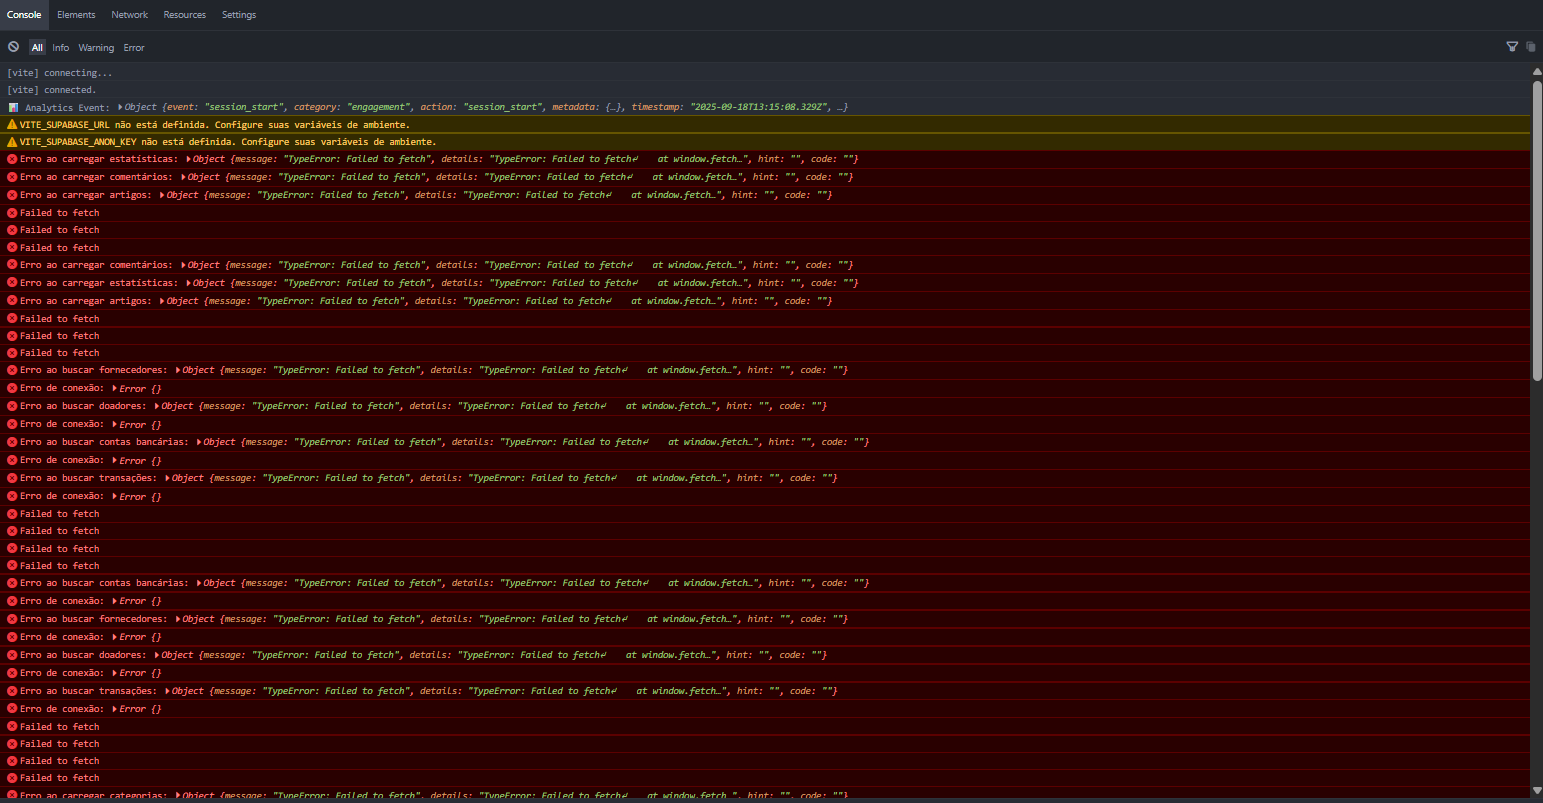 Console Elements Network Resources Settings
All Info Warning Error
[vite] connecting...
[vite] connected.
Analytics Event: Object {event: "session_start", category: "engagement", action: "session_start", metadata: {…}, timestamp: "2025-09-18T13:15:08.329Z", …}
VITE_SUPABASE_URL não está definida. Configure suas variáveis de ambiente.
VITE_SUPABASE_ANON_KEY não está definida. Configure suas variáveis de ambiente.
Erro ao carregar estatísticas: Object {message: "TypeError: Failed to fetch", details: "TypeError: Failed to fetch↵    at window.fetch…", hint: "", code: ""}
Erro ao carregar comentários: Object {message: "TypeError: Failed to fetch", details: "TypeError: Failed to fetch↵    at window.fetch…", hint: "", code: ""}
Erro ao carregar artigos: Object {message: "TypeError: Failed to fetch", details: "TypeError: Failed to fetch↵    at window.fetch…", hint: "", code: ""}
Failed to fetch
Failed to fetch
Failed to fetch
Erro ao carregar comentários: Object {message: "TypeError: Failed to fetch", details: "TypeError: Failed to fetch↵    at window.fetch…", hint: "", code: ""}
Erro ao carregar estatísticas: Object {message: "TypeError: Failed to fetch", details: "TypeError: Failed to fetch↵    at window.fetch…", hint: "", code: ""}
Erro ao carregar artigos: Object {message: "TypeError: Failed to fetch", details: "TypeError: Failed to fetch↵    at window.fetch…", hint: "", code: ""}
Failed to fetch
Failed to fetch
Failed to fetch
Erro ao buscar fornecedores: Object {message: "TypeError: Failed to fetch", details: "TypeError: Failed to fetch↵    at window.fetch…", hint: "", code: ""}
Erro de conexão: Error {}
Erro ao buscar doadores: Object {message: "TypeError: Failed to fetch", details: "TypeError: Failed to fetch↵    at window.fetch…", hint: "", code: ""}
Erro de conexão: Error {}
Erro ao buscar contas bancárias: Object {message: "TypeError: Failed to fetch", details: "TypeError: Failed to fetch↵    at window.fetch…", hint: "", code: ""}
Erro de conexão: Error {}
Erro ao buscar transações: Object {message: "TypeError: Failed to fetch", details: "TypeError: Failed to fetch↵    at window.fetch…", hint: "", code: ""}
Erro de conexão: Error {}
Failed to fetch
Failed to fetch
Failed to fetch
Failed to fetch
Erro ao buscar contas bancárias: Object {message: "TypeError: Failed to fetch", details: "TypeError: Failed to fetch↵    at window.fetch…", hint: "", code: ""}
Erro de conexão: Error {}
Erro ao buscar fornecedores: Object {message: "TypeError: Failed to fetch", details: "TypeError: Failed to fetch↵    at window.fetch…", hint: "", code: ""}
Erro de conexão: Error {}
Erro ao buscar doadores: Object {message: "TypeError: Failed to fetch", details: "TypeError: Failed to fetch↵    at window.fetch…", hint: "", code: ""}
Erro de conexão: Error {}
Erro ao buscar transações: Object {message: "TypeError: Failed to fetch", details: "TypeError: Failed to fetch↵    at window.fetch…", hint: "", code: ""}
Erro de conexão: Error {}
Failed to fetch
Failed to fetch
Failed to fetch
Failed to fetch
Erro ao carregar categorias: Object {message: "TypeError: Failed to fetch", details: "TypeError: Failed to fetch↵    at window.fetch…", hint: "", code: ""}